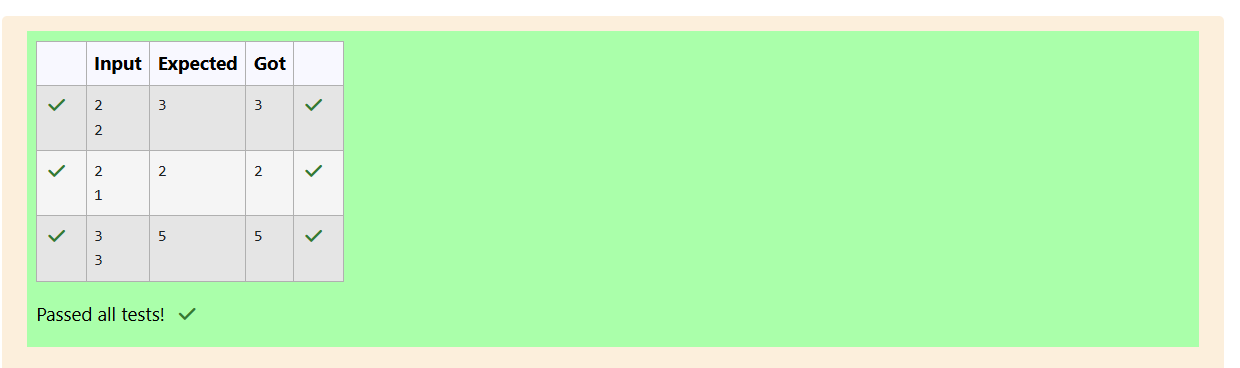 Input Expected Got
2 3 3
2
2 2 2
1
3 5 5
3
Passed all tests!